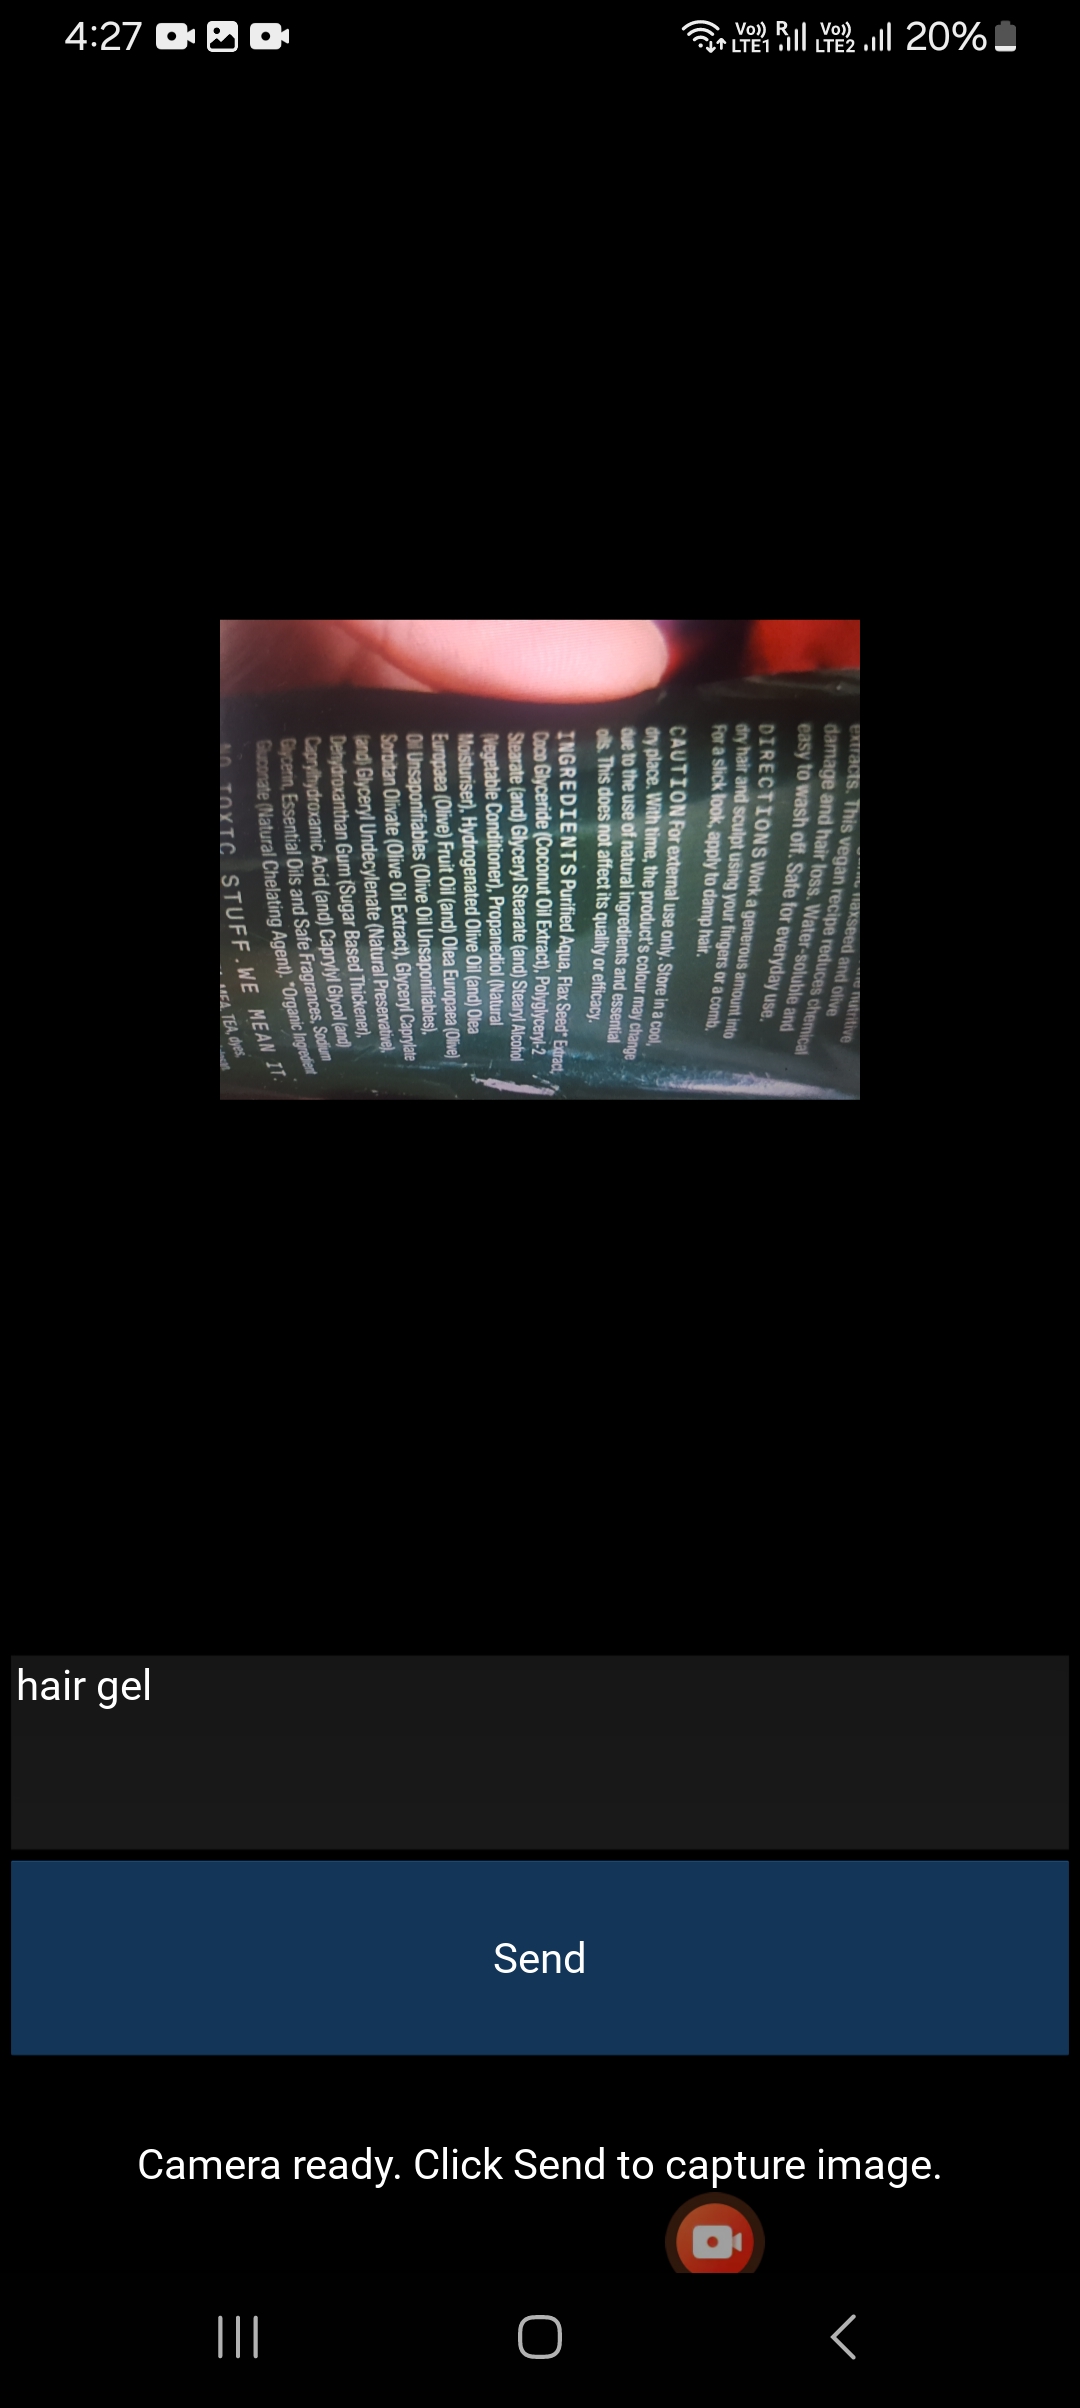 4:27
Vo)) LTE1 R Vo)) LTE2 20%
extracts. This vegan recipe reduces chemical
damage and hair loss. Water-soluble and
easy to wash off. Safe for everyday use.
DIRECTIONS Work a generous amount into
dry hair and sculpt using your fingers or a comb.
For a slick look, apply to damp hair.
CAUTION For external use only. Store in a cool,
dry place. With time, the product's colour may change
due to the use of natural ingredients and essential
oils. This does not affect its quality or efficacy.
INGREDIENTS Purified Aqua, Flax Seed* Extract,
Coco Glyceride (Coconut Oil Extract), Polyglyceryl-2
Stearate (and) Glyceryl Stearate (and) Stearyl Alcohol
(Vegetable Conditioner), Propanediol (Natural
Moisturiser), Hydrogenated Olive Oil (and) Olea
Europaea (Olive) Fruit Oil (and) Olea Europaea (Olive)
Oil Unsaponifiables (Olive Oil Unsaponifiables),
Sorbitan Olivate (Olive Oil Extract), Glyceryl Caprylate
(and) Glyceryl Undecylenate (Natural Preservative),
Dehydroxanthan Gum (Sugar Based Thickener),
Caprylhydroxamic Acid (and) Caprylyl Glycol (and)
Glycerin, Essential Oils and Safe Fragrances, Sodium
Gluconate (Natural Chelating Agent). *Organic Ingredient
NO TOXIC STUFF. WE MEAN IT.
MEA, TEA, dyes,
hair gel
Send
Camera ready. Click Send to capture image.